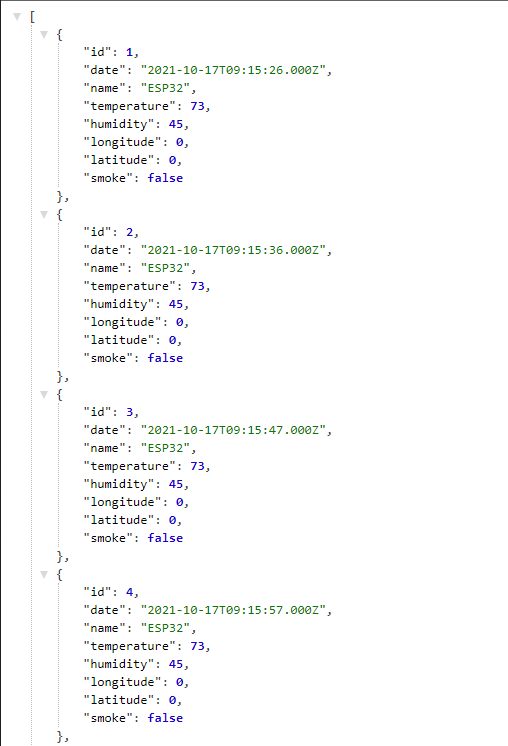 [
{
"id": 1,
"date": "2021-10-17T09:15:26.000Z",
"name": "ESP32",
"temperature": 73,
"humidity": 45,
"longitude": 0,
"latitude": 0,
"smoke": false
},
{
"id": 2,
"date": "2021-10-17T09:15:36.000Z",
"name": "ESP32",
"temperature": 73,
"humidity": 45,
"longitude": 0,
"latitude": 0,
"smoke": false
},
{
"id": 3,
"date": "2021-10-17T09:15:47.000Z",
"name": "ESP32",
"temperature": 73,
"humidity": 45,
"longitude": 0,
"latitude": 0,
"smoke": false
},
{
"id": 4,
"date": "2021-10-17T09:15:57.000Z",
"name": "ESP32",
"temperature": 73,
"humidity": 45,
"longitude": 0,
"latitude": 0,
"smoke": false
},